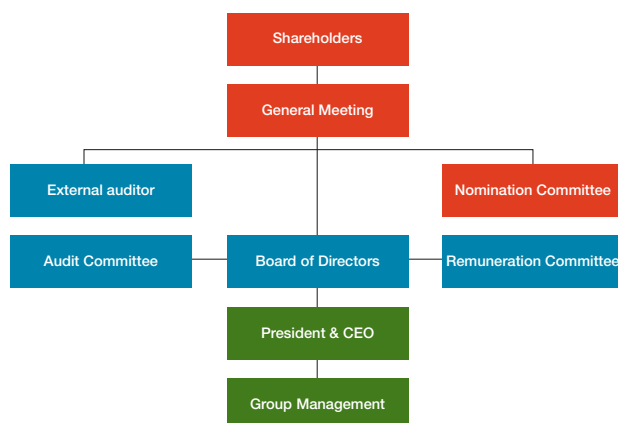 Shareholders
General Meeting
External auditor
Nomination Committee
Audit Committee
Board of Directors
Remuneration Committee
President & CEO
Group Management